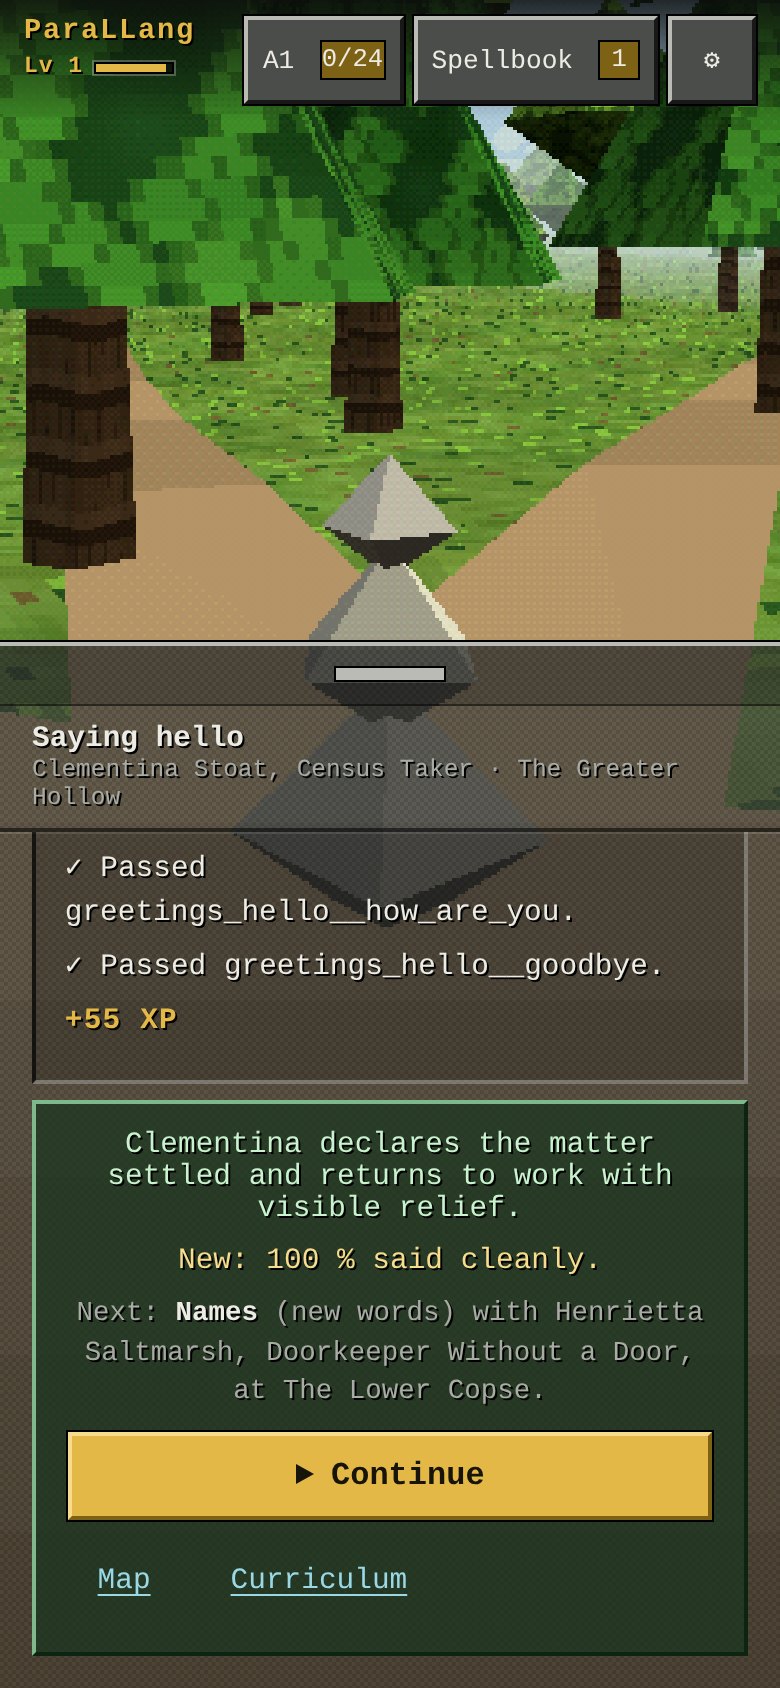 ParaLLang
Lv 1
A1 0/24
Spellbook 1
⚙
Saying hello
Clementina Stoat, Census Taker · The Greater
Hollow
✓ Passed
greetings_hello__how_are_you.
✓ Passed greetings_hello__goodbye.
+55 XP
Clementina declares the matter
settled and returns to work with
visible relief.
New: 100 % said cleanly.
Next: Names (new words) with Henrietta
Saltmarsh, Doorkeeper Without a Door,
at The Lower Copse.
▶ Continue
Map Curriculum